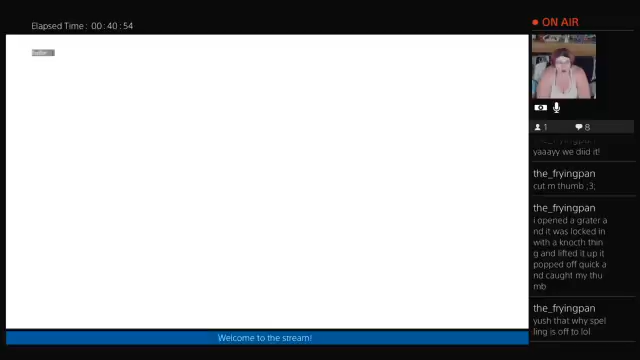 Elapsed Time : 00 : 40 : 54
ON AIR
1
8
yaaayy we diid it!
the_fryingpan
cut m thumb ;3;
the_fryingpan
i opened a grater a
nd it was locked in
with a knocth thin
g and lifted it up it
popped off quick a
nd caught my thu
mb
the_fryingpan
yush that why spel
ling is off to lol
Welcome to the stream!